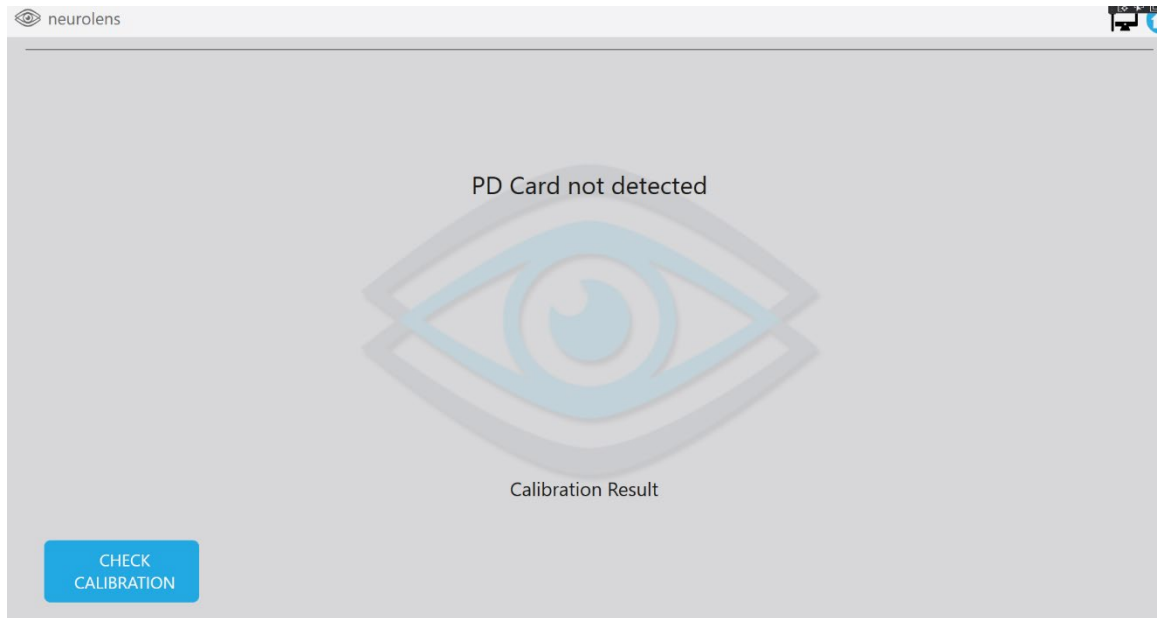 neurolens
PD Card not detected
Calibration Result
CHECK
CALIBRATION